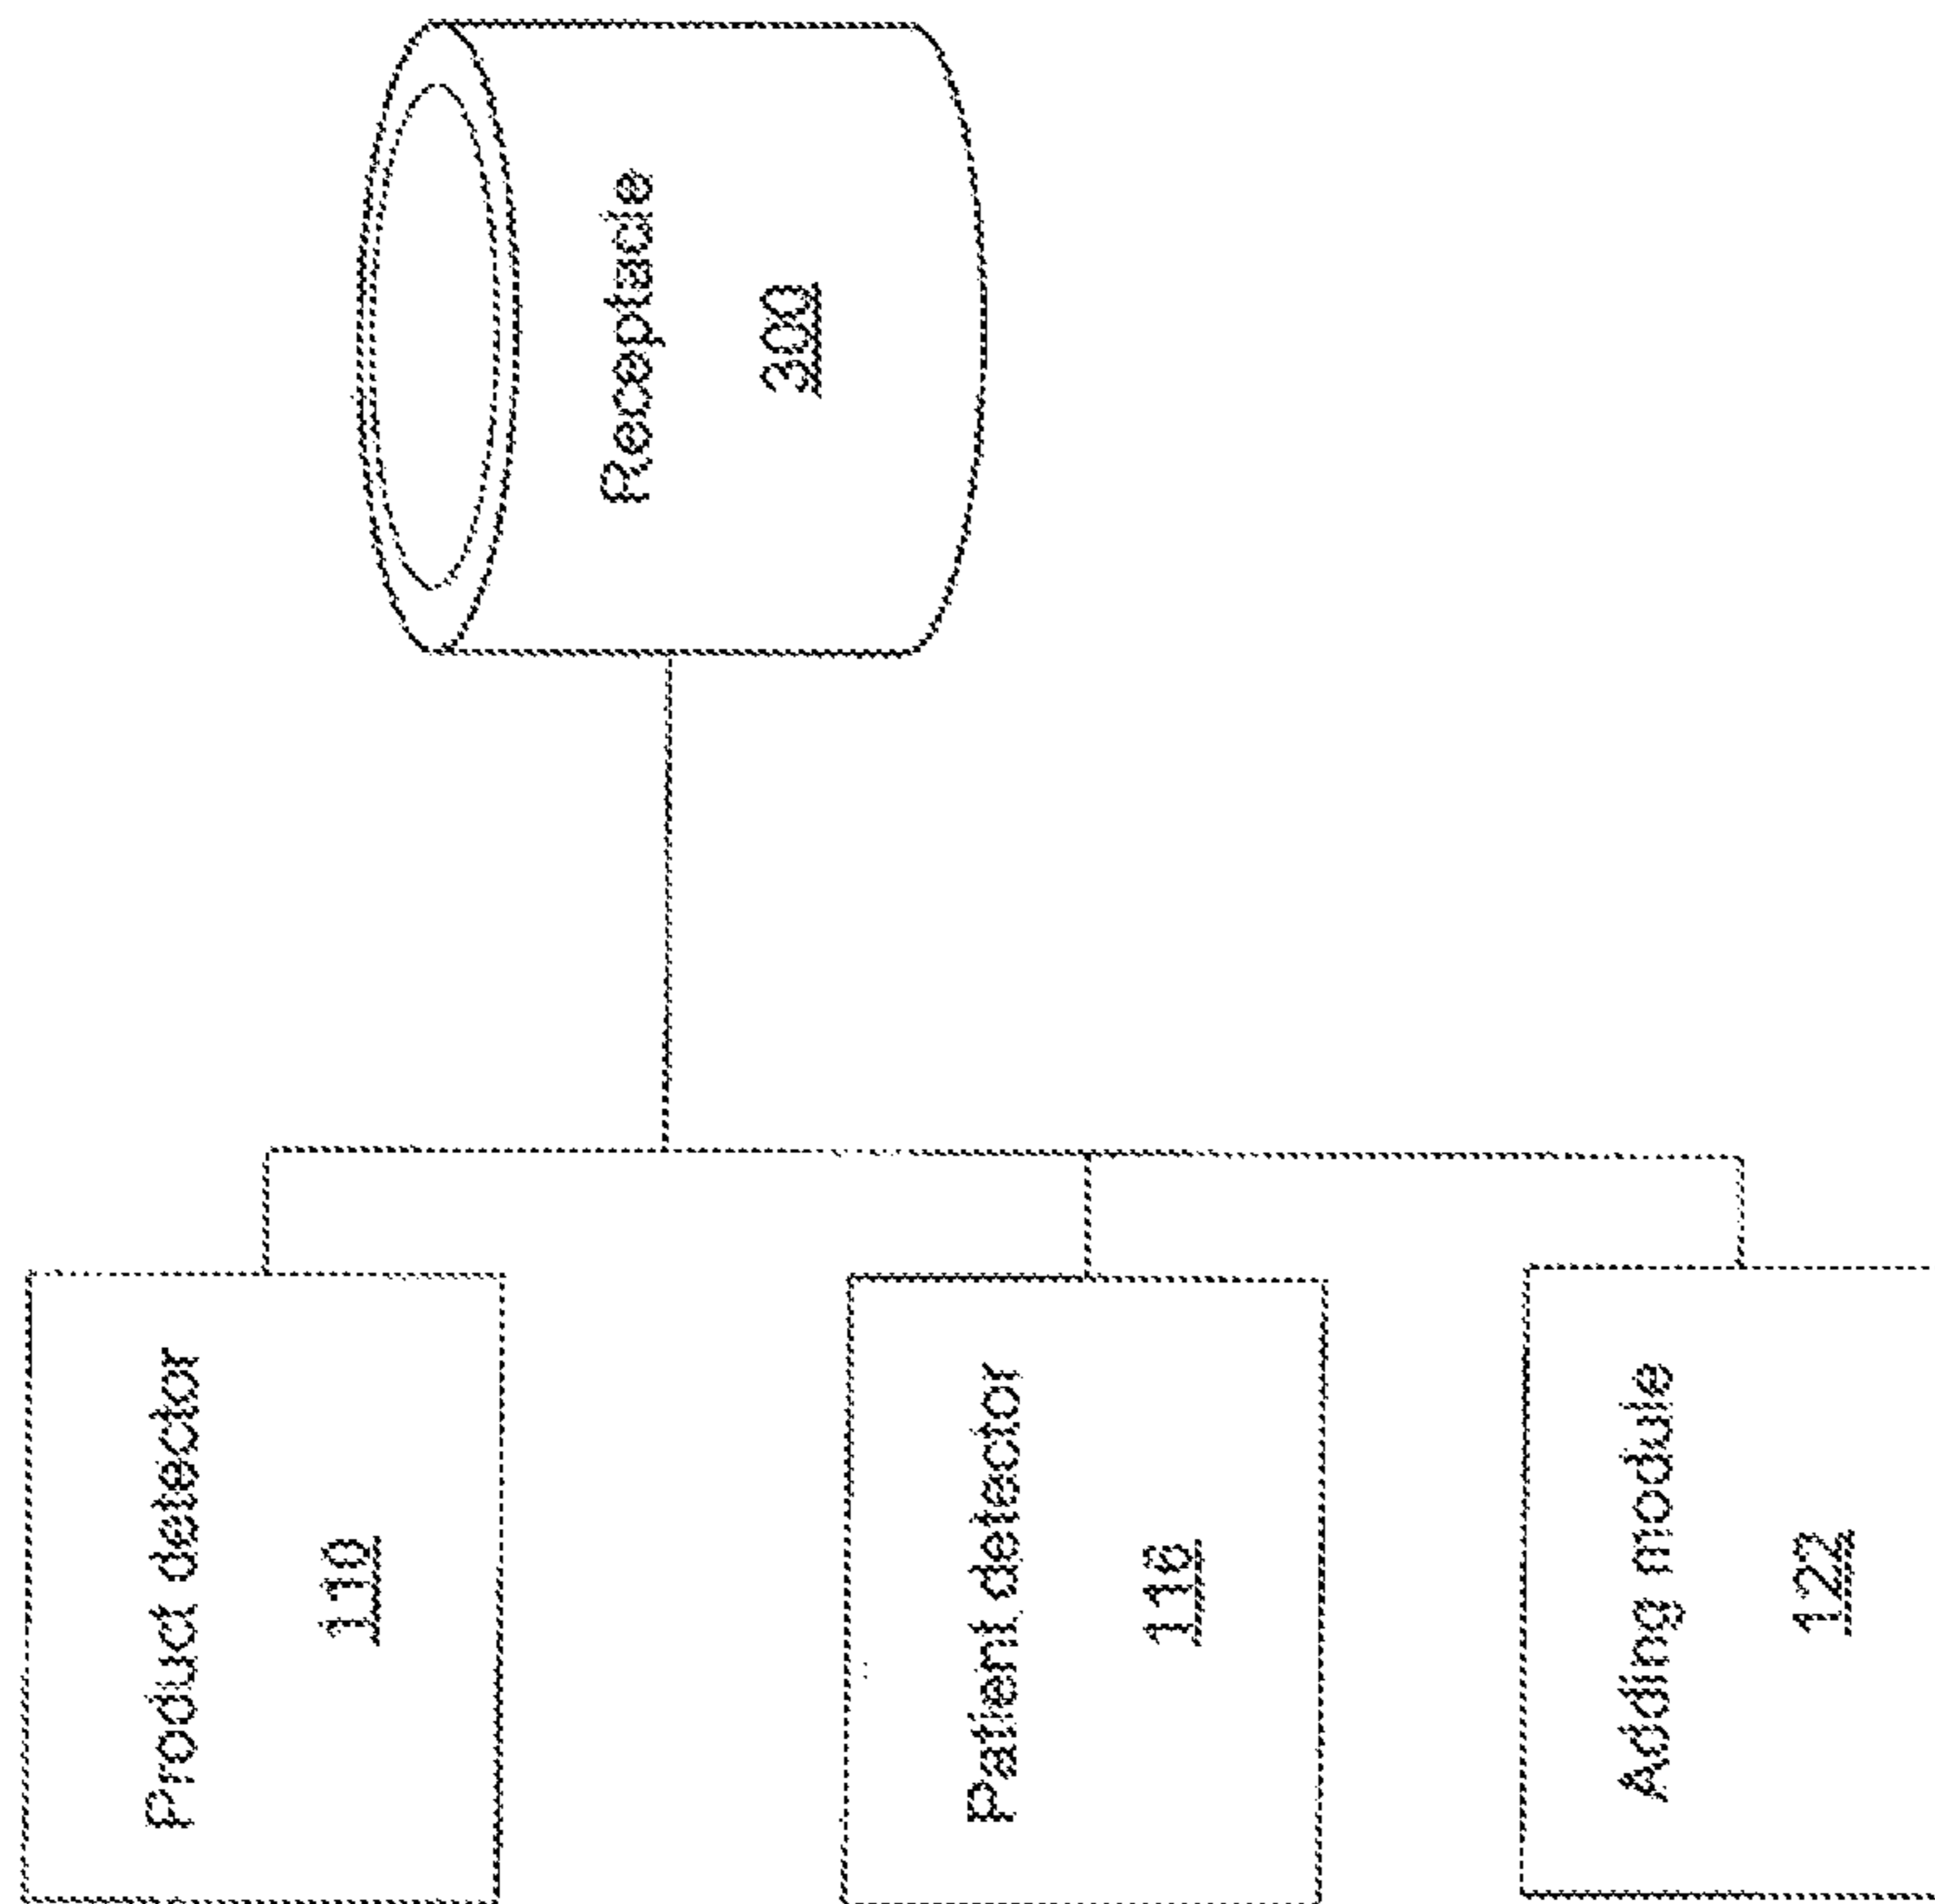 Product detector
110
Receptacle
300
Patient detector
116
Adding module
122